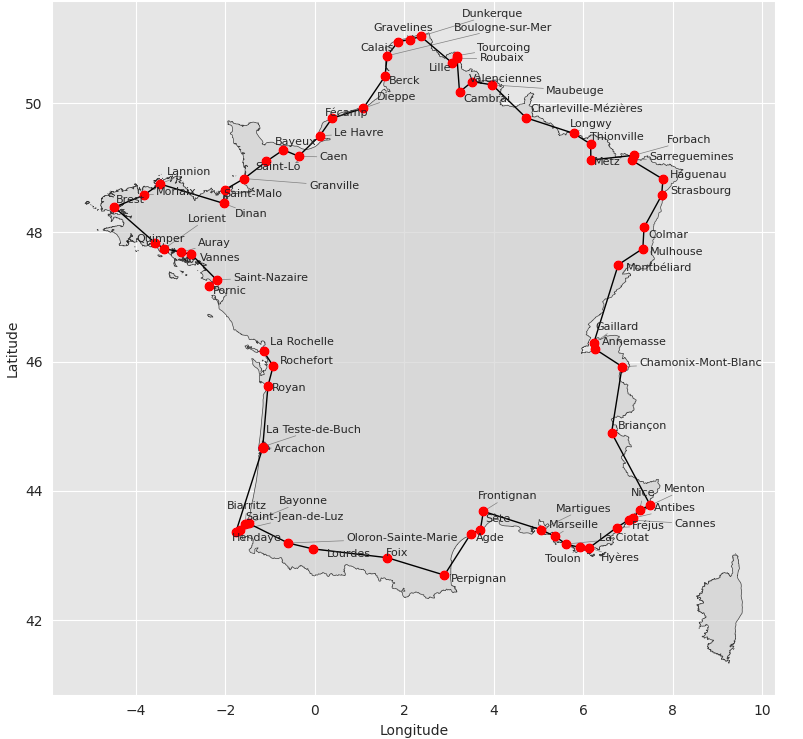 Dunkerque
Gravelines
Boulogne-sur-Mer
Calais
Tourcoing
Roubaix
Lille
Valenciennes
Berck
Maubeuge
Dieppe
Cambrai
50
Charleville-Mézières
Fécamp
Longwy
Le Havre
Thionville
Bayeux
Forbach
Caen
Sarreguemines
Metz
Saint-Lô
Lannion
Haguenau
Granville
Morlaix
Saint-Malo
Strasbourg
Brest
Dinan
Lorient
48
Colmar
Quimper
Auray
Mulhouse
Vannes
Montbéliard
Saint-Nazaire
Pornic
Gaillard
La Rochelle
Annemasse
46
Rochefort
Chamonix-Mont-Blanc
Royan
La Teste-de-Buch
Briançon
Arcachon
44
Menton
Nice
Frontignan
Bayonne
Biarritz
Martigues
Antibes
Saint-Jean-de-Luz
Sète
Marseille
Fréjus
Cannes
Hendaye
Oloron-Sainte-Marie
Agde
La Ciotat
Lourdes
Foix
Toulon
Hyères
Perpignan
42
−4
−2
0
2
4
6
8
10
Longitude
Latitude